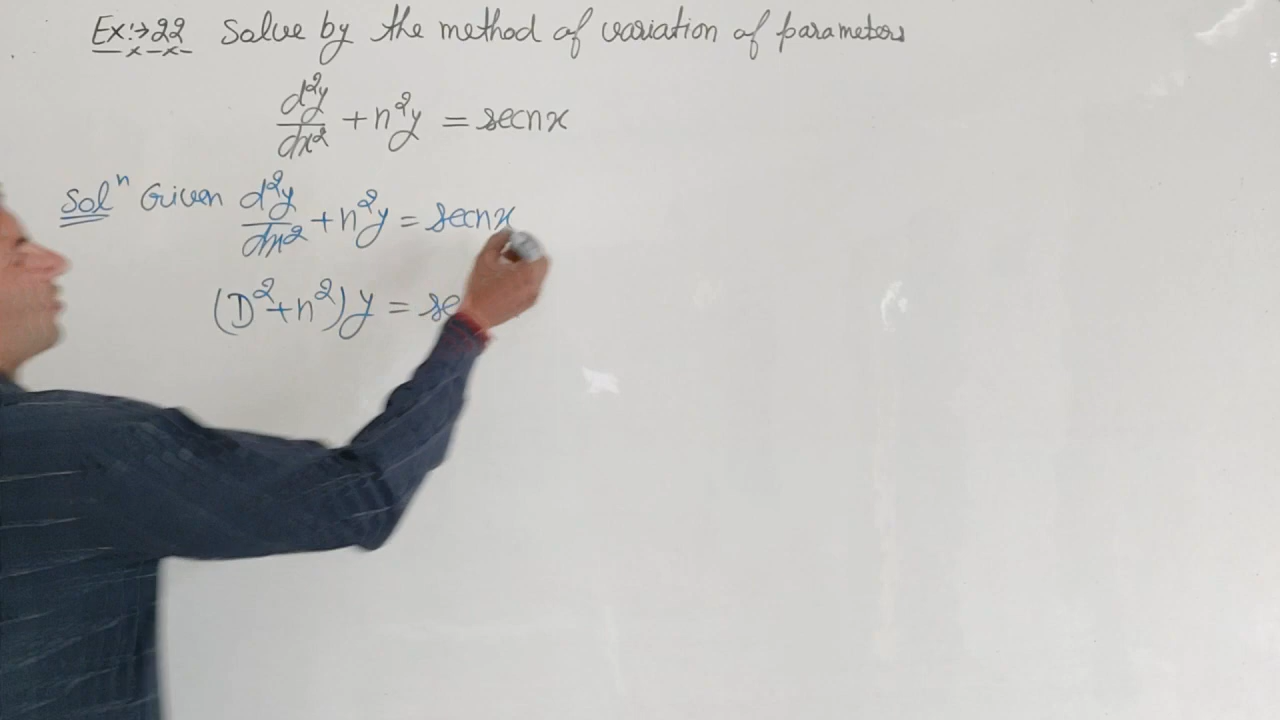 Ex:→22 Solve by the method of variation of parameters
d²y/dx² + n²y = secnx
Solⁿ Given d²y/dx² + n²y = secnx
(D²+n²)y = se